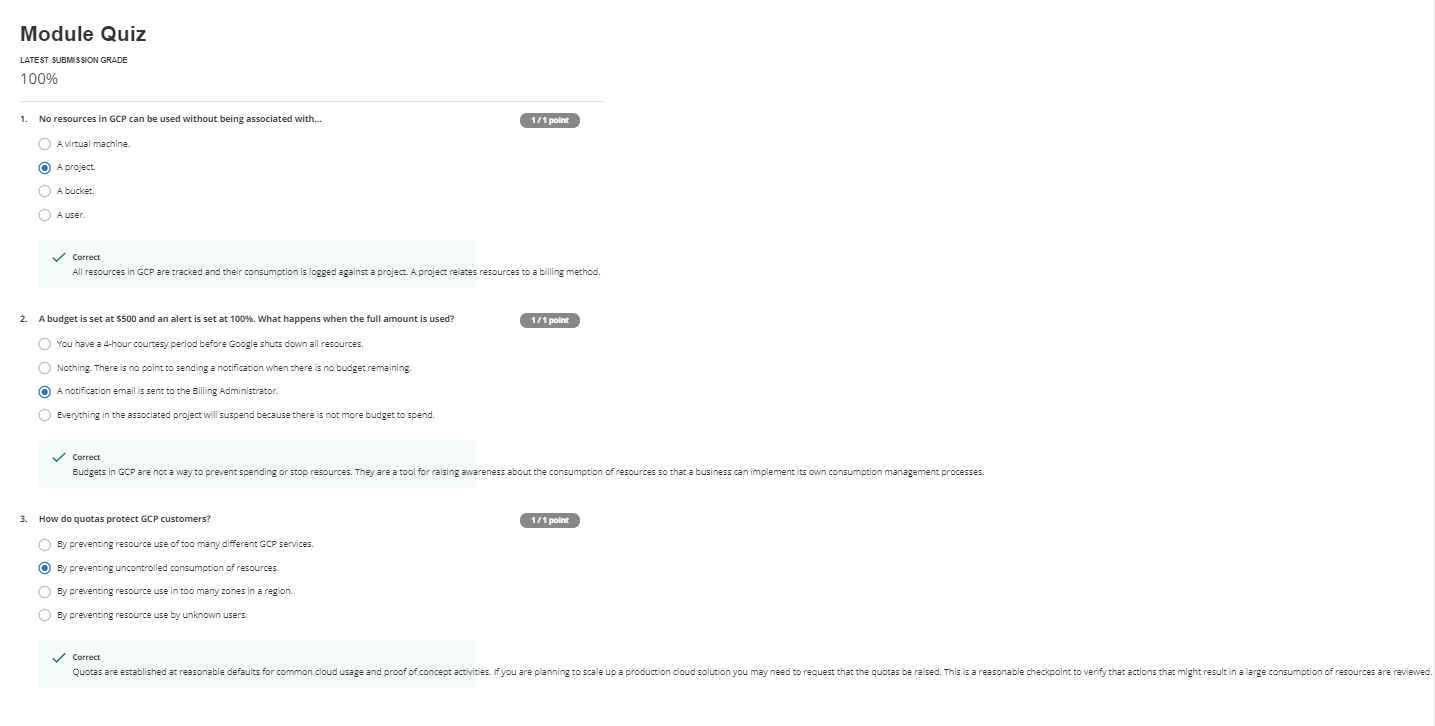 Module Quiz
LATEST SUBMISSION GRADE
100%
1. No resources in GCP can be used without being associated with... 1 / 1 point
A virtual machine.
A project.
A bucket.
A user.
Correct
All resources in GCP are tracked and their consumption is logged against a project. A project relates resources to a billing method.
2. A budget is set at $500 and an alert is set at 100%. What happens when the full amount is used? 1 / 1 point
You have a 4-hour courtesy period before Google shuts down all resources.
Nothing. There is no point to sending a notification when there is no budget remaining.
A notification email is sent to the Billing Administrator.
Everything in the associated project will suspend because there is not more budget to spend.
Correct
Budgets in GCP are not a way to prevent spending or stop resources. They are a tool for raising awareness about the consumption of resources so that a business can implement its own consumption management processes.
3. How do quotas protect GCP customers? 1 / 1 point
By preventing resource use of too many different GCP services.
By preventing uncontrolled consumption of resources.
By preventing resource use in too many zones in a region.
By preventing resource use by unknown users.
Correct
Quotas are established at reasonable defaults for common cloud usage and proof of concept activities. If you are planning to scale up a production cloud solution you may need to request that the quotas be raised. This is a reasonable checkpoint to verify that actions that might result in a large consumption of resources are reviewed.